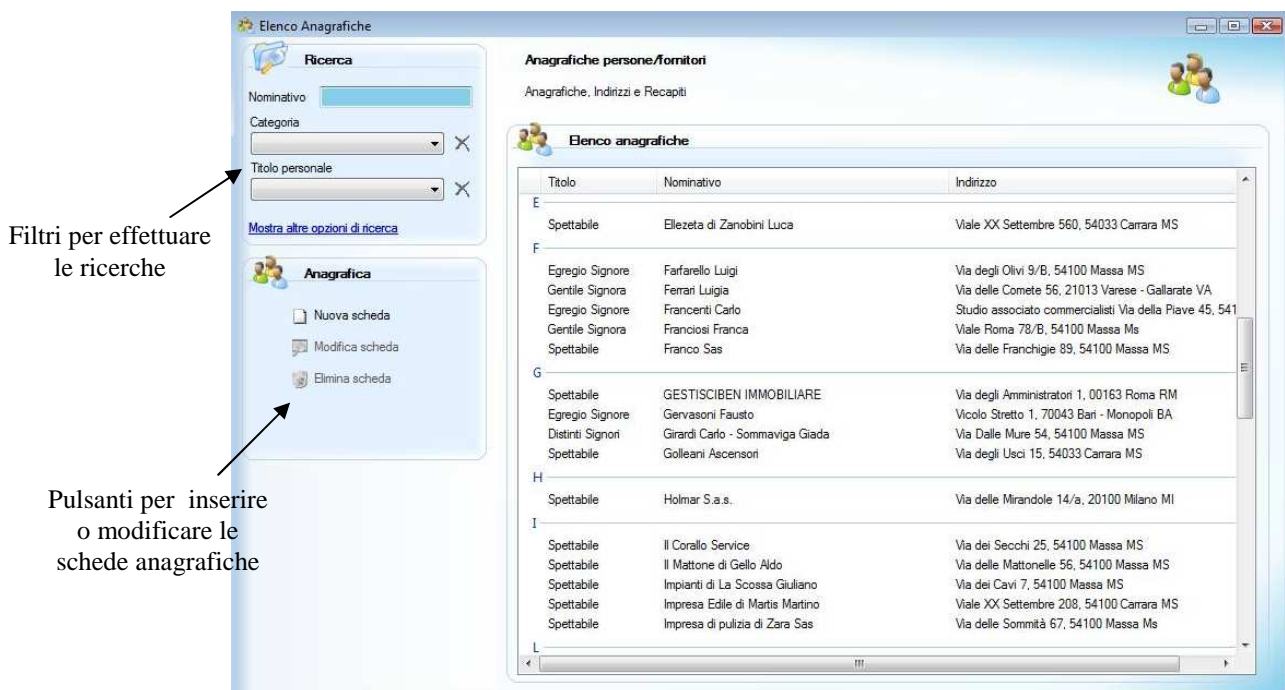 Elenco Anagrafiche
Ricerca
Nominativo
Categoria
Titolo personale
Mostra altre opzioni di ricerca
Anagrafica
Nuova scheda
Modifica scheda
Elimina scheda
Filtri per effettuare
le ricerche
Pulsanti per inserire
o modificare le
schede anagrafiche
Anagrafiche persone/fornitori
Anagrafiche, Indirizzi e Recapiti
Elenco anagrafiche
Titolo Nominativo Indirizzo
E
Spettabile Ellezeta di Zanobini Luca Viale XX Settembre 560, 54033 Carrara MS
F
Egregio Signore Farfarello Luigi Via degli Olivi 9/B, 54100 Massa MS
Gentile Signora Ferrari Luigia Via delle Comete 56, 21013 Varese - Gallarate VA
Egregio Signore Francenti Carlo Studio associato commercialisti Via della Piave 45, 541
Gentile Signora Franciosi Franca Viale Roma 78/B, 54100 Massa Ms
Spettabile Franco Sas Via delle Franchigie 89, 54100 Massa MS
G
Spettabile GESTISCIBEN IMMOBILIARE Via degli Amministratori 1, 00163 Roma RM
Egregio Signore Gervasoni Fausto Vicolo Stretto 1, 70043 Bari - Monopoli BA
Distinti Signori Girardi Carlo - Sommaviga Giada Via Dalle Mure 54, 54100 Massa MS
Spettabile Golleani Ascensori Via degli Usci 15, 54033 Carrara MS
H
Spettabile Holmar S.a.s. Via delle Mirandole 14/a, 20100 Milano MI
I
Spettabile Il Corallo Service Via dei Secchi 25, 54100 Massa MS
Spettabile Il Mattone di Gello Aldo Via delle Mattonelle 56, 54100 Massa MS
Spettabile Impianti di La Scossa Giuliano Via dei Cavi 7, 54100 Massa MS
Spettabile Impresa Edile di Martis Martino Viale XX Settembre 208, 54100 Carrara MS
Spettabile Impresa di pulizia di Zara Sas Via delle Sommità 67, 54100 Massa Ms
L